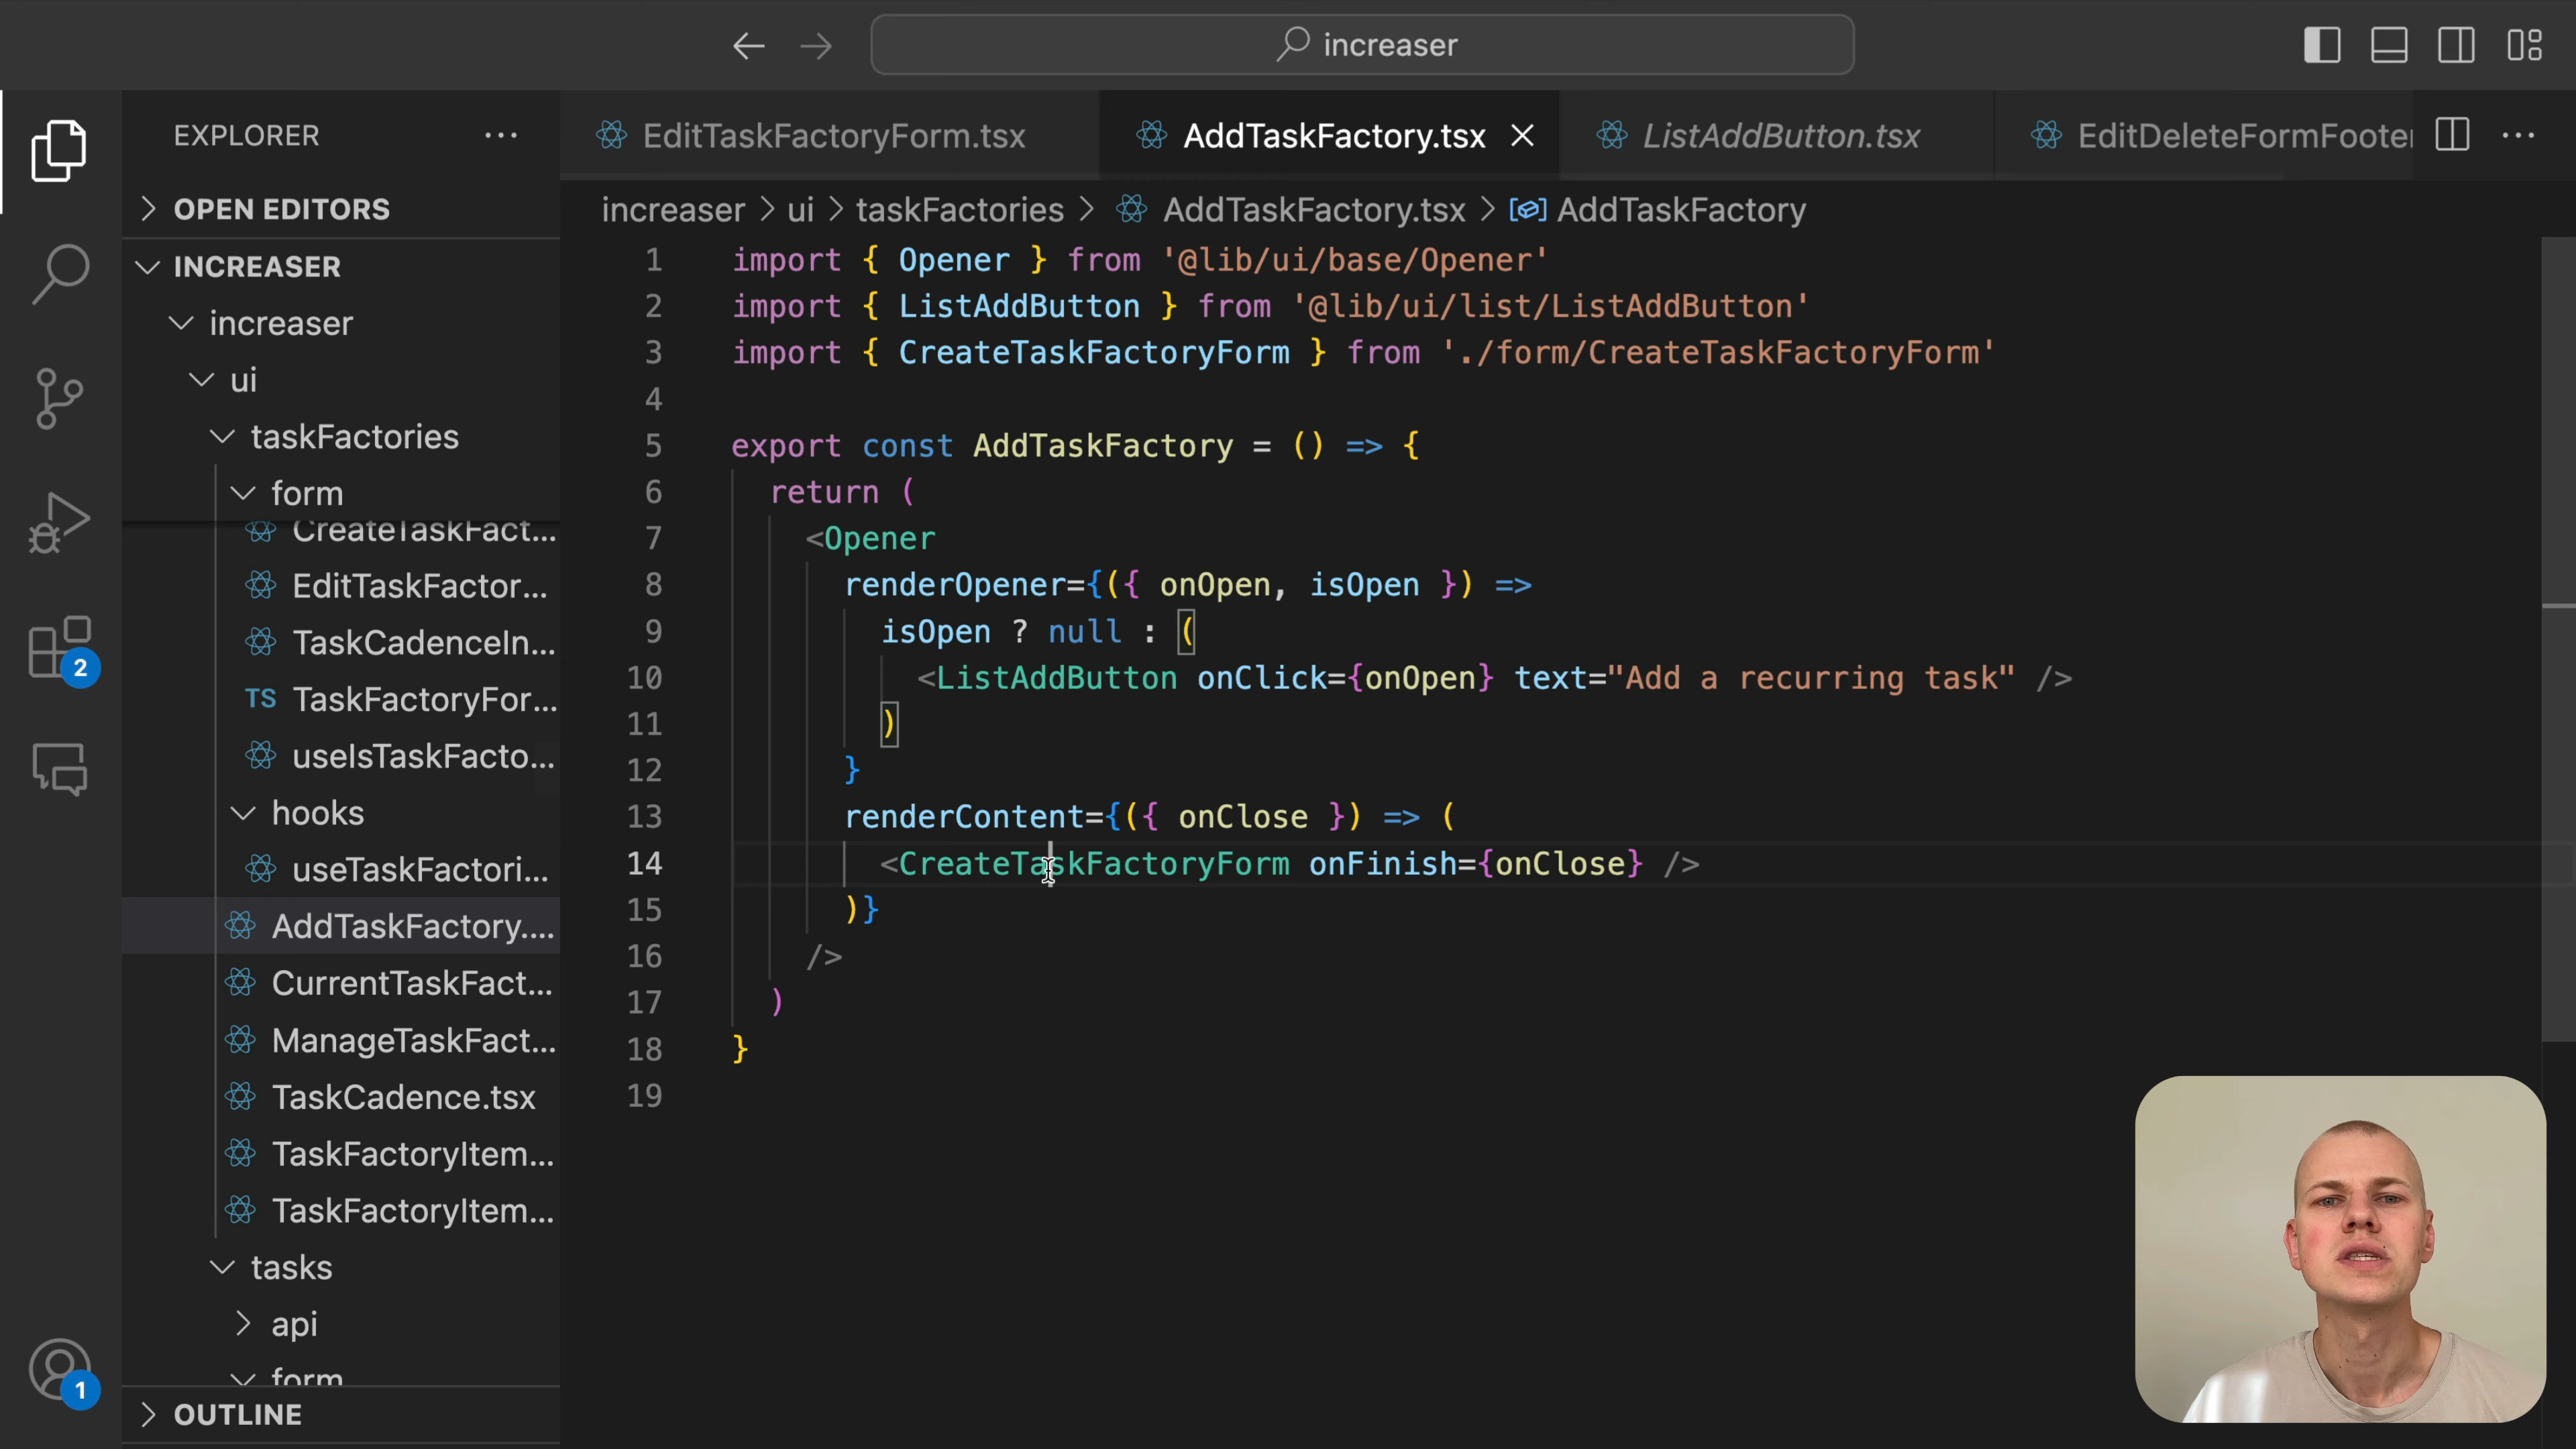 increaser
EXPLORER
OPEN EDITORS
INCREASER
increaser
ui
taskFactories
form
CreateTaskFact...
EditTaskFactor...
TaskCadenceIn...
TS TaskFactoryFor...
useIsTaskFacto...
hooks
useTaskFactori...
AddTaskFactory....
CurrentTaskFact...
ManageTaskFact...
TaskCadence.tsx
TaskFactoryItem...
TaskFactoryItem...
tasks
api
form
OUTLINE
2
1
EditTaskFactoryForm.tsx AddTaskFactory.tsx ListAddButton.tsx EditDeleteFormFooter
increaser > ui > taskFactories > AddTaskFactory.tsx > AddTaskFactory
1 import { Opener } from '@lib/ui/base/Opener'
2 import { ListAddButton } from '@lib/ui/list/ListAddButton'
3 import { CreateTaskFactoryForm } from './form/CreateTaskFactoryForm'
4
5 export const AddTaskFactory = () => {
6 return (
7 <Opener
8 renderOpener={({ onOpen, isOpen }) =>
9 isOpen ? null : (
10 <ListAddButton onClick={onOpen} text="Add a recurring task" />
11 )
12 }
13 renderContent={({ onClose }) => (
14 <CreateTaskFactoryForm onFinish={onClose} />
15 )}
16 />
17 )
18 }
19